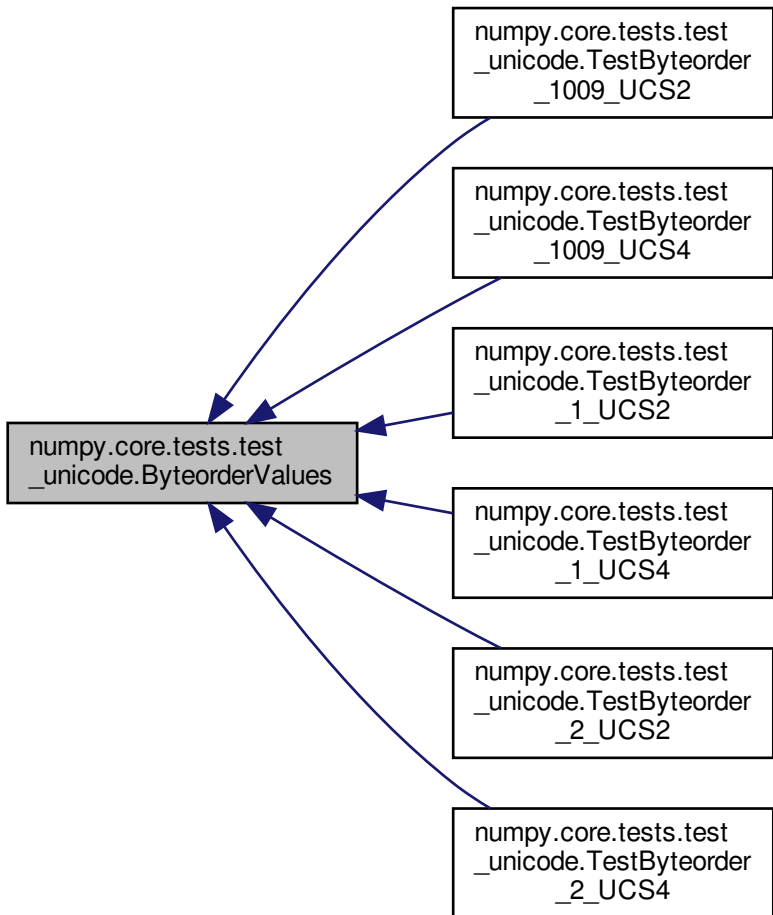 numpy.core.tests.test
_unicode.TestByteorder
_1009_UCS2
numpy.core.tests.test
_unicode.TestByteorder
_1009_UCS4
numpy.core.tests.test
_unicode.TestByteorder
_1_UCS2
numpy.core.tests.test
_unicode.ByteorderValues
numpy.core.tests.test
_unicode.TestByteorder
_1_UCS4
numpy.core.tests.test
_unicode.TestByteorder
_2_UCS2
numpy.core.tests.test
_unicode.TestByteorder
_2_UCS4